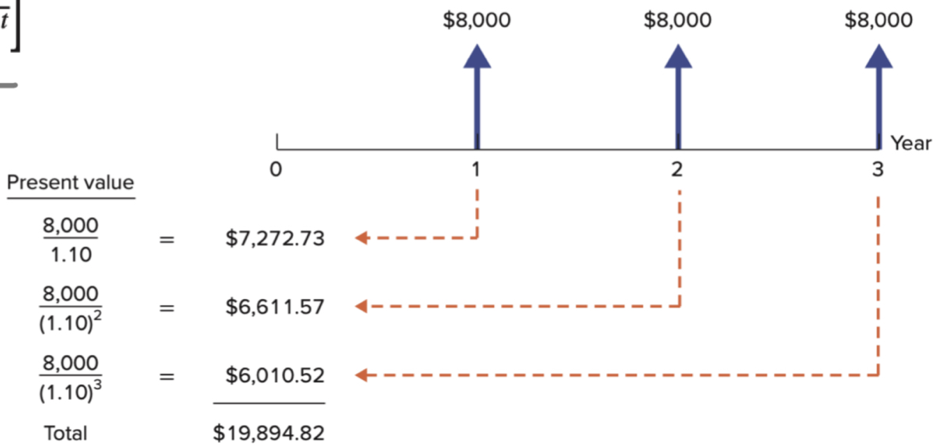 t]
$8,000 $8,000 $8,000
Year
0 1 2 3
Present value
8,000
1.10 = $7,272.73
8,000
(1.10)² = $6,611.57
8,000
(1.10)³ = $6,010.52
Total $19,894.82